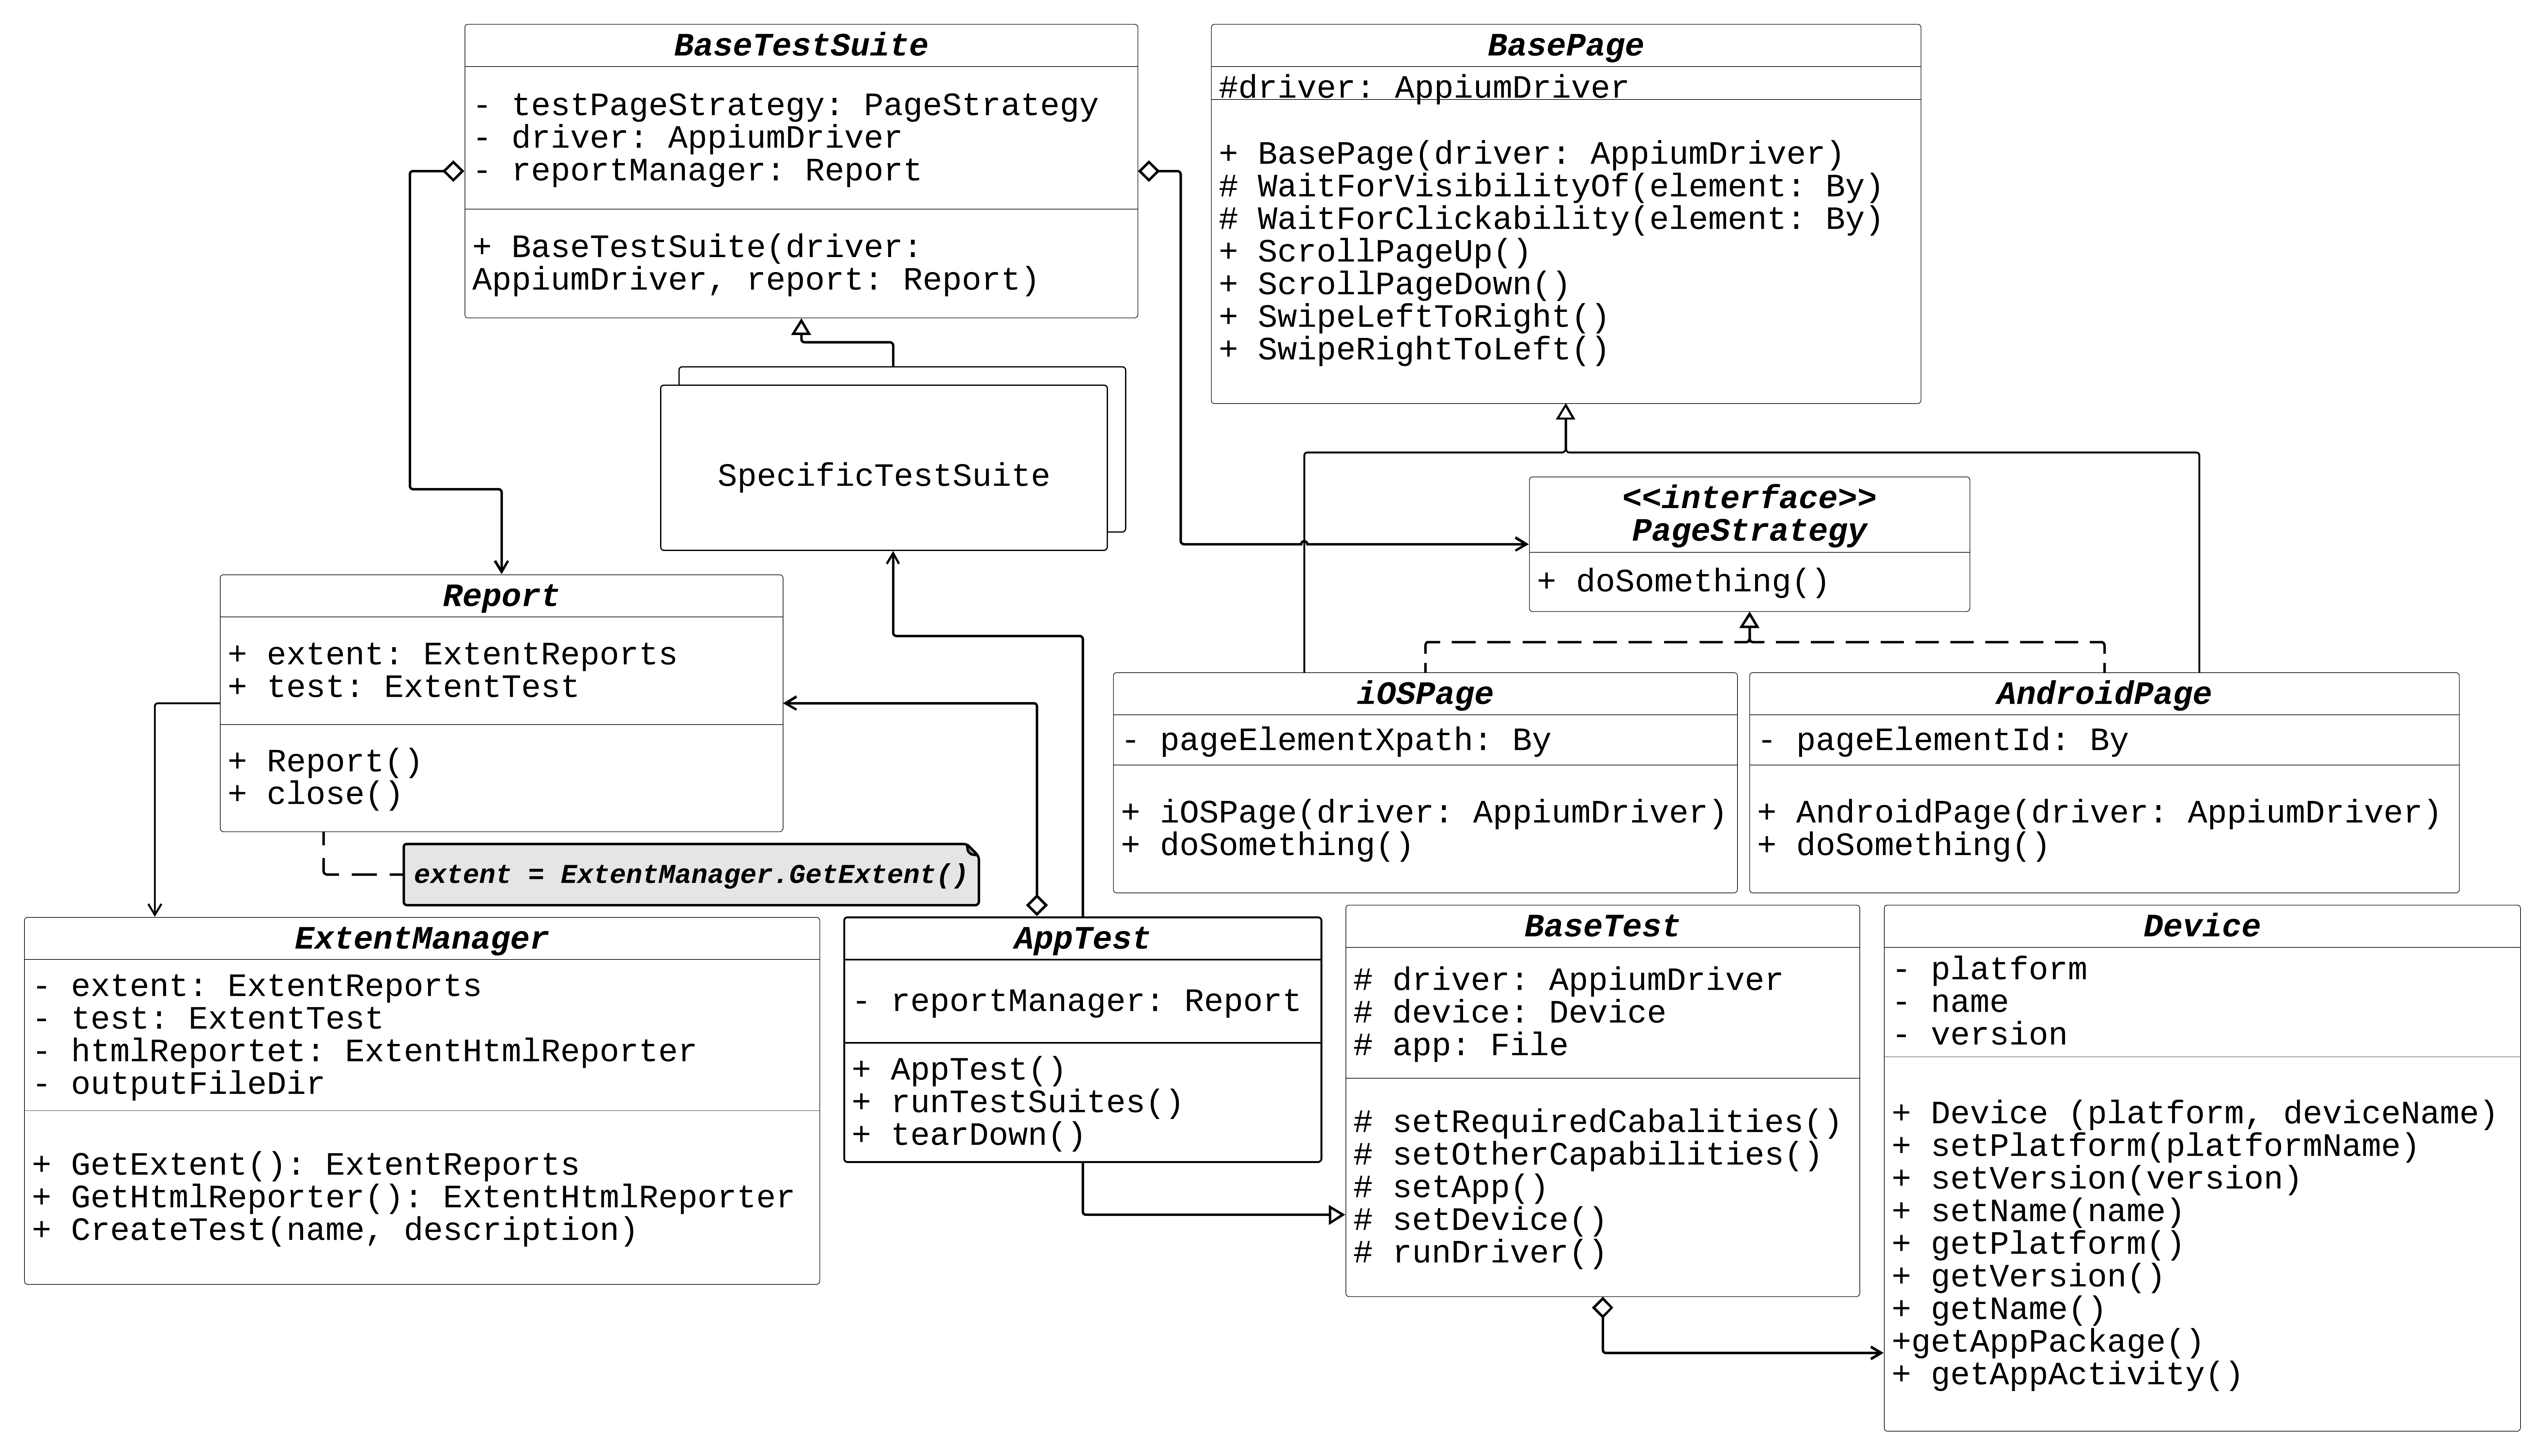 BaseTestSuite
- testPageStrategy: PageStrategy
- driver: AppiumDriver
- reportManager: Report
+ BaseTestSuite(driver:
AppiumDriver, report: Report)
BasePage
#driver: AppiumDriver
+ BasePage(driver: AppiumDriver)
# WaitForVisibilityOf(element: By)
# WaitForClickability(element: By)
+ ScrollPageUp()
+ ScrollPageDown()
+ SwipeLeftToRight()
+ SwipeRightToLeft()
SpecificTestSuite
<<interface>>
PageStrategy
+ doSomething()
Report
+ extent: ExtentReports
+ test: ExtentTest
+ Report()
+ close()
extent = ExtentManager.GetExtent()
iOSPage
- pageElementXpath: By
+ iOSPage(driver: AppiumDriver)
+ doSomething()
AndroidPage
- pageElementId: By
+ AndroidPage(driver: AppiumDriver)
+ doSomething()
ExtentManager
- extent: ExtentReports
- test: ExtentTest
- htmlReportet: ExtentHtmlReporter
- outputFileDir
+ GetExtent(): ExtentReports
+ GetHtmlReporter(): ExtentHtmlReporter
+ CreateTest(name, description)
AppTest
- reportManager: Report
+ AppTest()
+ runTestSuites()
+ tearDown()
BaseTest
# driver: AppiumDriver
# device: Device
# app: File
# setRequiredCabalities()
# setOtherCapabilities()
# setApp()
# setDevice()
# runDriver()
Device
- platform
- name
- version
+ Device (platform, deviceName)
+ setPlatform(platformName)
+ setVersion(version)
+ setName(name)
+ getPlatform()
+ getVersion()
+ getName()
+getAppPackage()
+ getAppActivity()